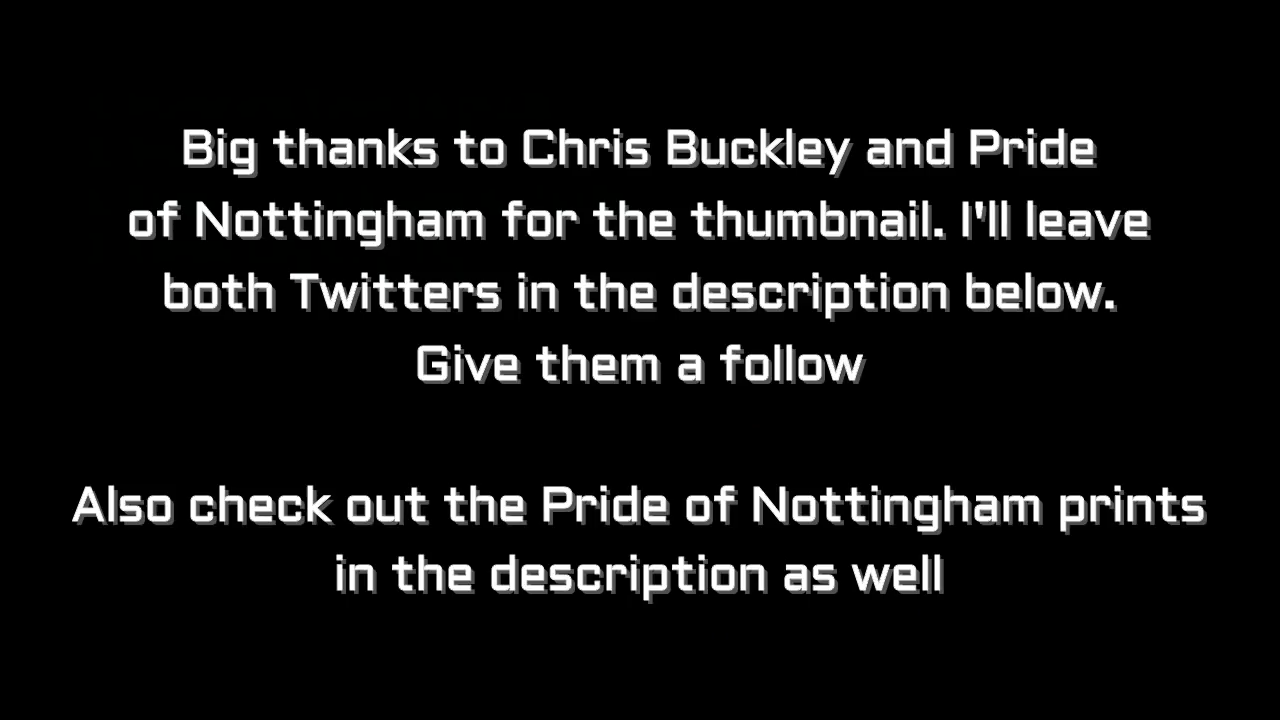 Big thanks to Chris Buckley and Pride
of Nottingham for the thumbnail. I'll leave
both Twitters in the description below.
Give them a follow
Also check out the Pride of Nottingham prints
in the description as well